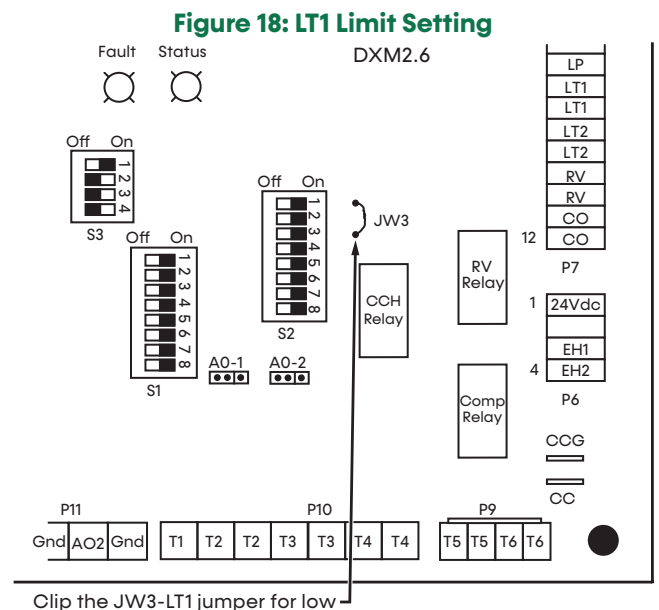 Figure 18: LT1 Limit Setting
Fault Status DXM2.6
LP
LT1
LT1
LT2
LT2
RV
RV
CO
12 CO
P7
Off On
1
2
3
4
S3
Off On
1
2
3
4
5
6
7
8
S1
Off On
1
2
3
4
5
6
7
8
S2
JW3
CCH
Relay
RV
Relay
1 24Vdc
EH1
4 EH2
P6
A0-1 A0-2
Comp
Relay
CCG
CC
P11
Gnd AO2 Gnd
P10
T1 T2 T2 T3 T3 T4 T4
P9
T5 T5 T6 T6
Clip the JW3-LT1 jumper for low